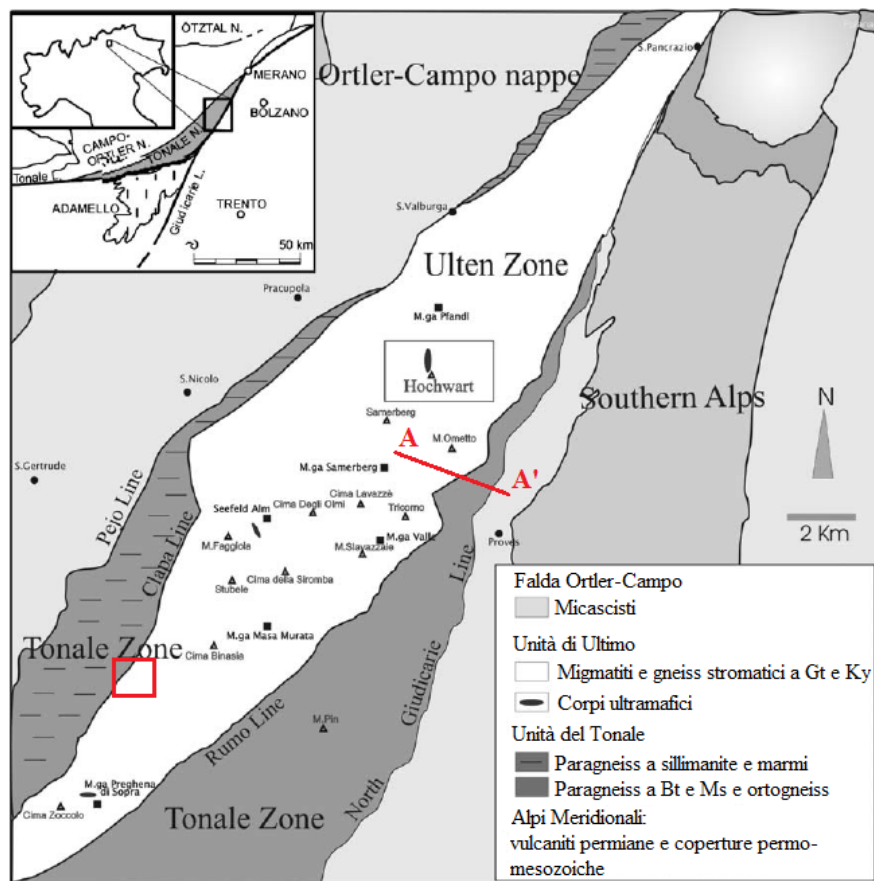 ÖTZTAL N.
MERANO
BOLZANO
CAMPO-
ORTLER N.
TONALE N.
Tonale
Giudicarie L.
ADAMELLO
TRENTO
50 km
Ortler-Campo nappe
S.Pancrazio
S.Valburga
Ulten Zone
Pracupola
M.ga Pfandl
Hochwart
S.Nicolo
Southern Alps
N
Samerberg
A
M.Ometto
S.Gertrude
M.ga Samerberg
A'
Pejo Line
Clapa Line
Seefeld Alm
Cima Degli Olmi
Cima Lavazzè
Tricorno
2 Km
M.Faggiola
M.Slavazzaie
M.ga Valle
Proves
Stubele
Cima della Siromba
Line
Tonale Zone
M.ga Masa Murata
Cima Binasia
Rumo Line
Giudicarie
M.Pin
North
M.ga Preghena
di Sopra
Cima Zoccolo
Tonale Zone
Falda Ortler-Campo
Micascisti
Unità di Ultimo
Migmatiti e gneiss stromatici a Gt e Ky
Corpi ultramafici
Unità del Tonale
Paragneiss a sillimanite e marmi
Paragneiss a Bt e Ms e ortogneiss
Alpi Meridionali:
vulcaniti permiane e coperture permo-
mesozoiche